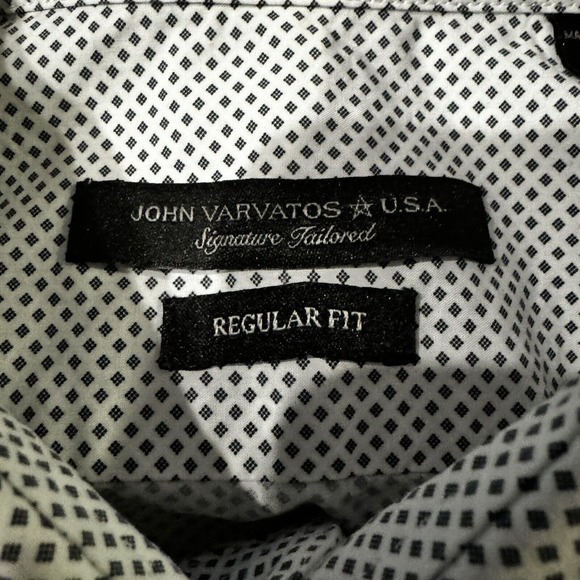 JOHN VARVATOS ☆ U.S.A.
Signature Tailored
REGULAR FIT